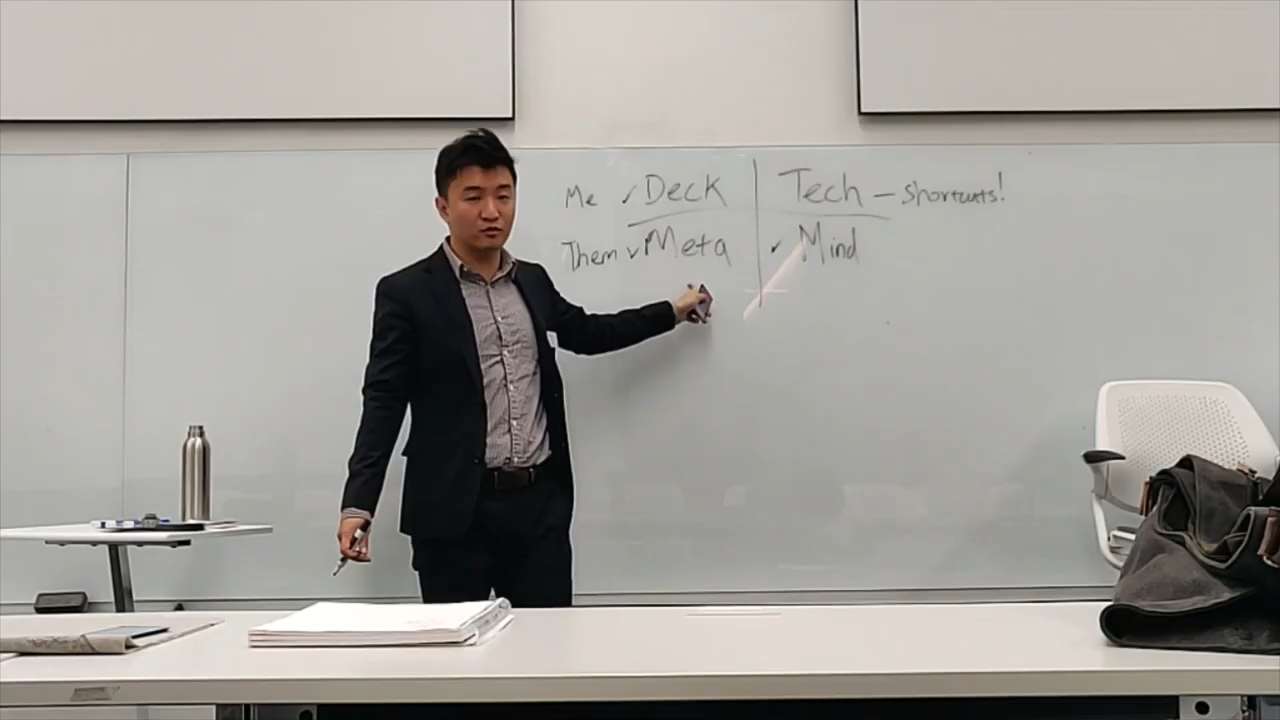 Me ✓Deck | Tech – Shortcuts!
Them ✓Meta | ✓ Mind